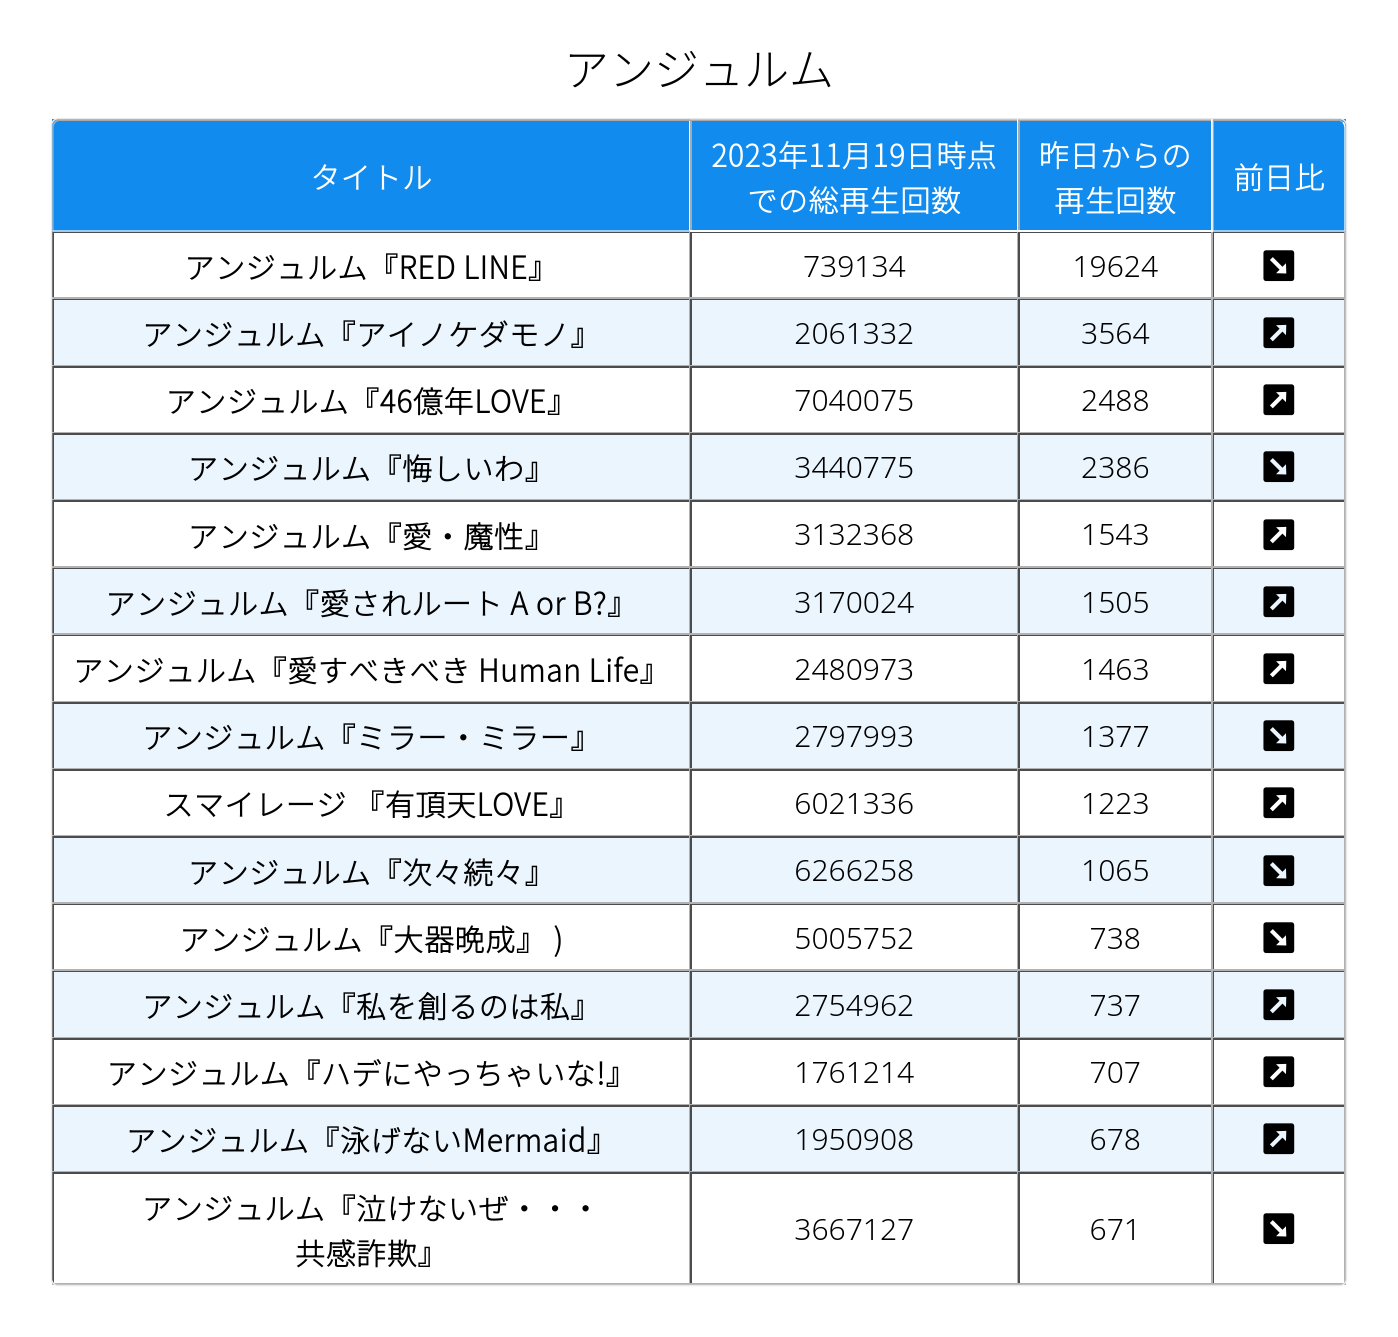 アンジュルム
タイトル
2023年11月19日時点
での総再生回数
昨日からの
再生回数
前日比
アンジュルム『RED LINE』 739134 19624
アンジュルム『アイノケダモノ』 2061332 3564
アンジュルム『46億年LOVE』 7040075 2488
アンジュルム『悔しいわ』 3440775 2386
アンジュルム『愛・魔性』 3132368 1543
アンジュルム『愛されルート A or B?』 3170024 1505
アンジュルム『愛すべきべき Human Life』 2480973 1463
アンジュルム『ミラー・ミラー』 2797993 1377
スマイレージ 『有頂天LOVE』 6021336 1223
アンジュルム『次々続々』 6266258 1065
アンジュルム『大器晩成』 ) 5005752 738
アンジュルム『私を創るのは私』 2754962 737
アンジュルム『ハデにやっちゃいな!』 1761214 707
アンジュルム『泳げないMermaid』 1950908 678
アンジュルム『泣けないぜ・・・
共感詐欺』 3667127 671